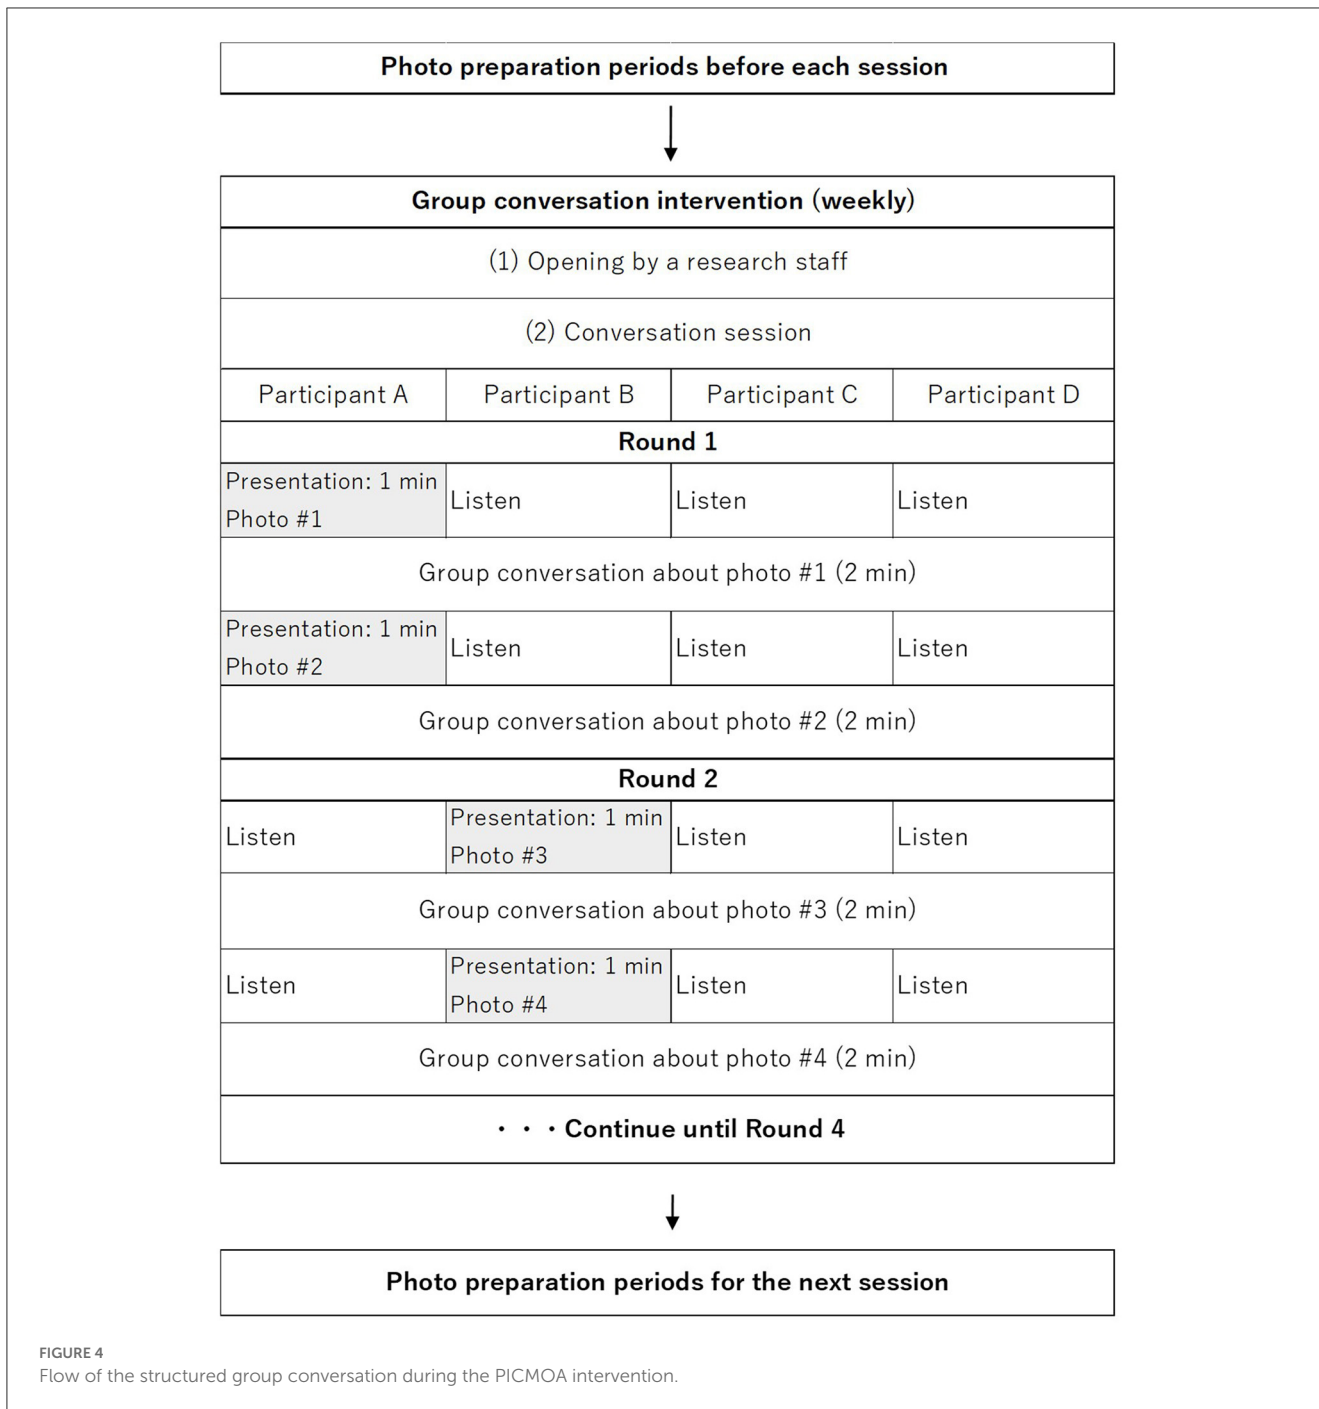 Photo preparation periods before each session
Group conversation intervention (weekly)
(1) Opening by a research staff
(2) Conversation session
Participant A Participant B Participant C Participant D
Round 1
Presentation: 1 min
Photo #1
Listen Listen Listen
Group conversation about photo #1 (2 min)
Presentation: 1 min
Photo #2
Listen Listen Listen
Group conversation about photo #2 (2 min)
Round 2
Listen
Presentation: 1 min
Photo #3
Listen Listen
Group conversation about photo #3 (2 min)
Listen
Presentation: 1 min
Photo #4
Listen Listen
Group conversation about photo #4 (2 min)
・・・Continue until Round 4
Photo preparation periods for the next session
FIGURE 4
Flow of the structured group conversation during the PICMOA intervention.